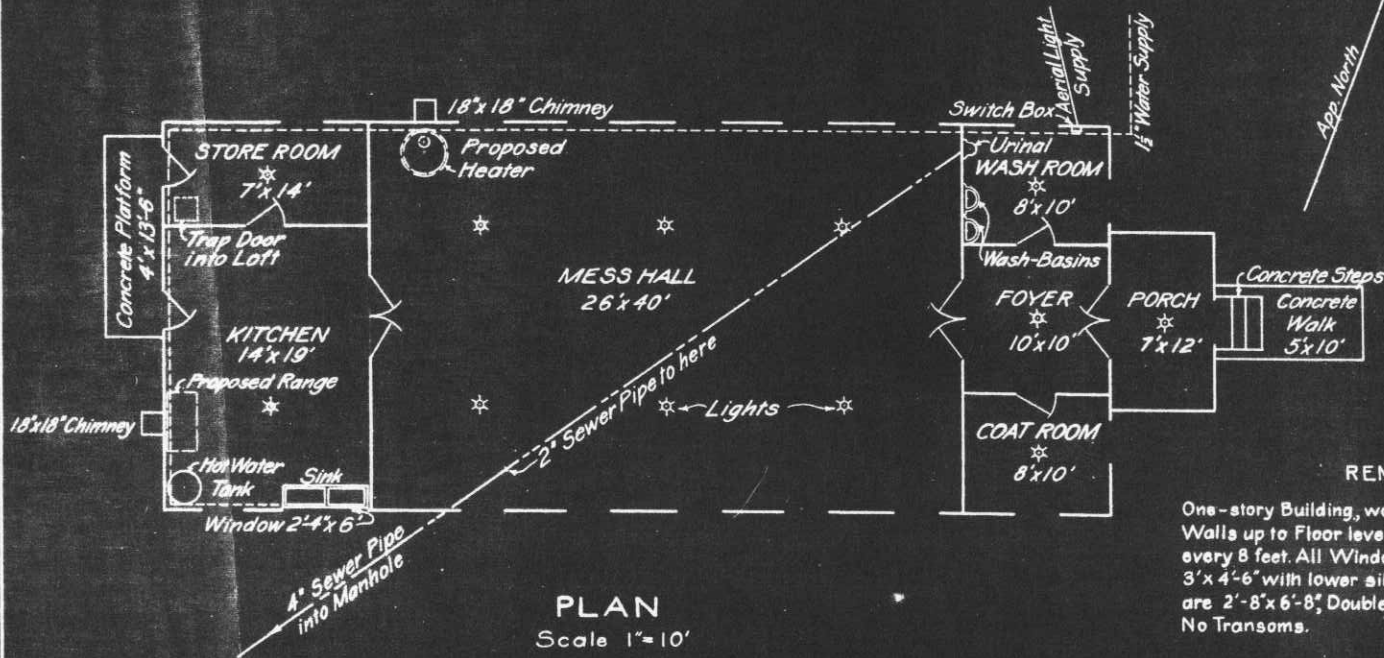 Aerial Light
Supply
1½" Water Supply
App. North
18"x 18" Chimney
Switch Box
STORE ROOM
7'x 14'
Proposed
Heater
Urinal
WASH ROOM
8'x 10'
Concrete Platform
4'x 13'-6"
Trap Door
into Loft
MESS HALL
26'x 40'
Wash-Basins
Concrete Steps
FOYER
10'x 10'
PORCH
7'x 12'
Concrete
Walk
5'x 10'
KITCHEN
14'x 19'
Proposed Range
18"x18" Chimney
2" Sewer Pipe to here
Lights
COAT ROOM
8'x 10'
Hot Water
Tank
Sink
Window 2'-4"x 6'
4" Sewer Pipe
into Manhole
PLAN
Scale 1"= 10'
REM
One-story Building, wo
Walls up to Floor leve
every 8 feet. All Windo
3'x 4'-6" with lower sil
are 2'-8"x 6'-8", Double
No Transoms.